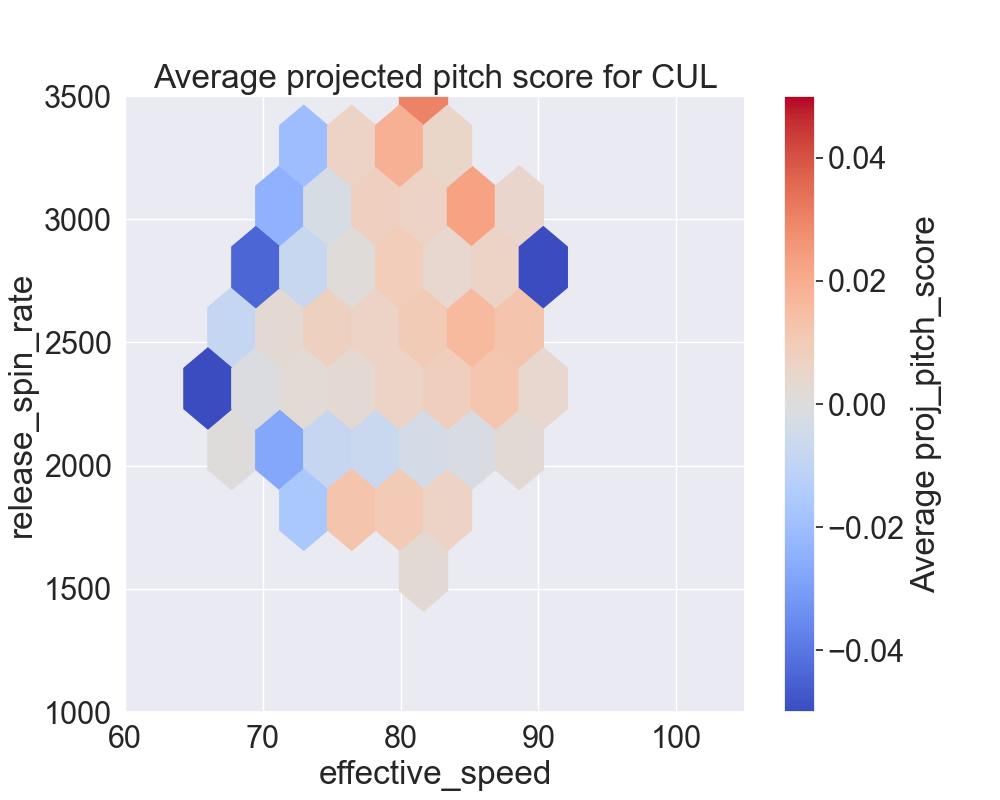 Average projected pitch score for CUL
3500
3000
2500
2000
1500
1000
release_spin_rate
60 70 80 90 100
effective_speed
0.04
0.02
0.00
−0.02
−0.04
Average proj_pitch_score